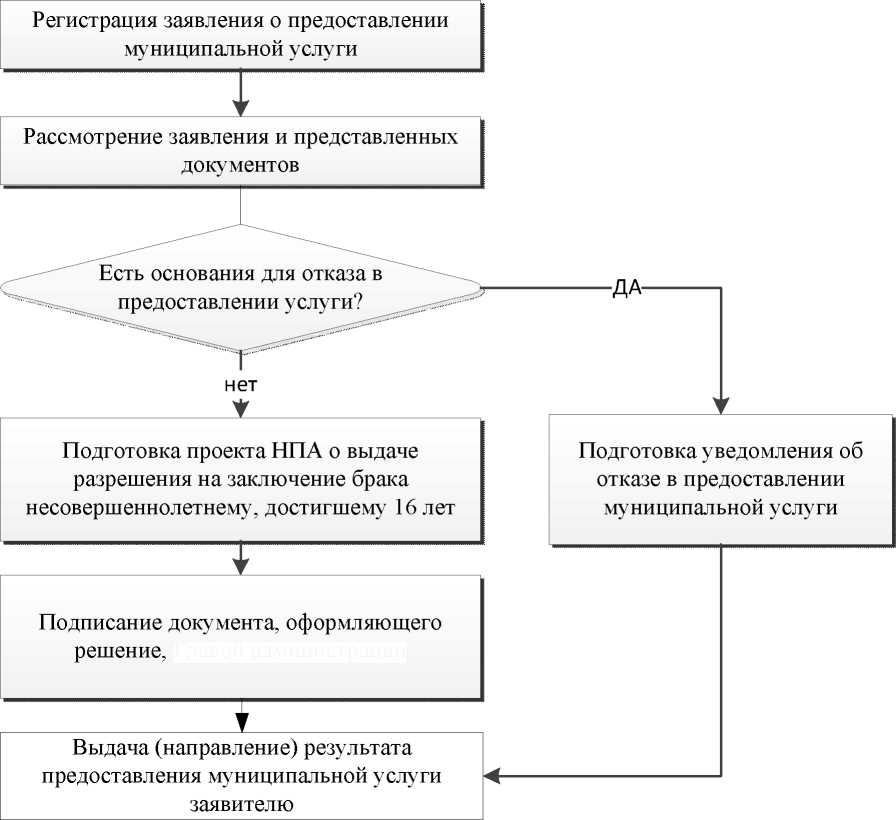 Регистрация заявления о предоставлении
муниципальной услуги
Рассмотрение заявления и представленных
документов
Есть основания для отказа в
предоставлении услуги?
ДА
нет
Подготовка проекта НПА о выдаче
разрешения на заключение брака
несовершеннолетнему, достигшему 16 лет
Подготовка уведомления об
отказе в предоставлении
муниципальной услуги
Подписание документа, оформляющего
решение,
Выдача (направление) результата
предоставления муниципальной услуги
заявителю